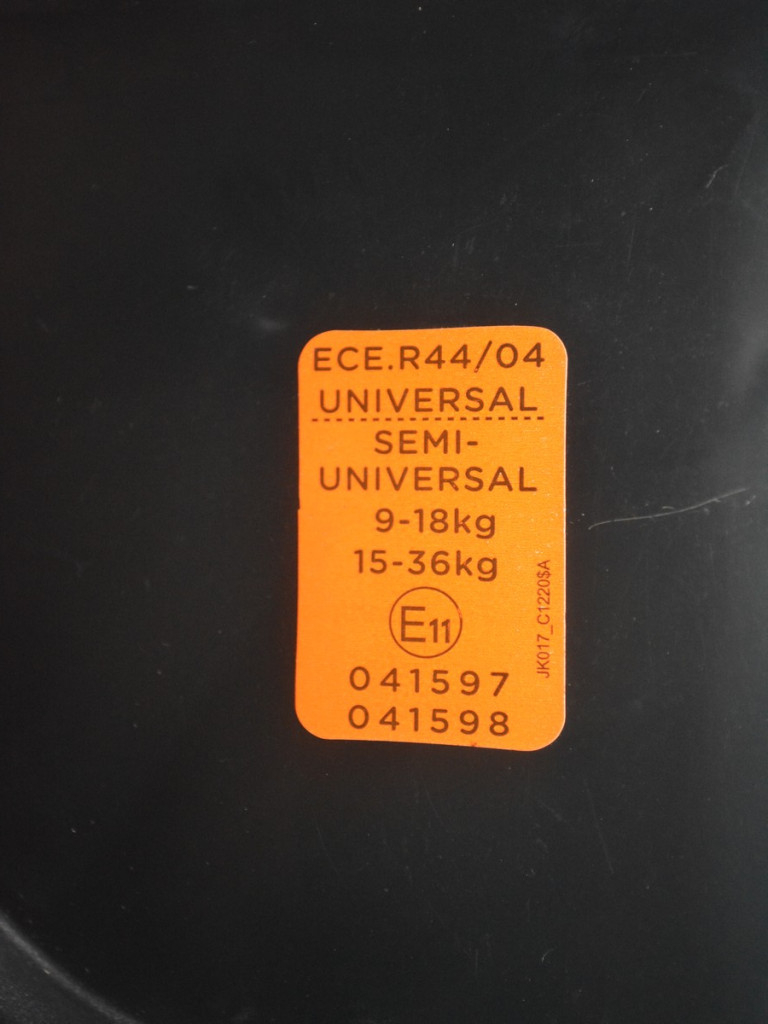 ECE.R44/04
UNIVERSAL
SEMI-
UNIVERSAL
9-18kg
15-36kg
E11
041597
041598
JK017_C1220$A